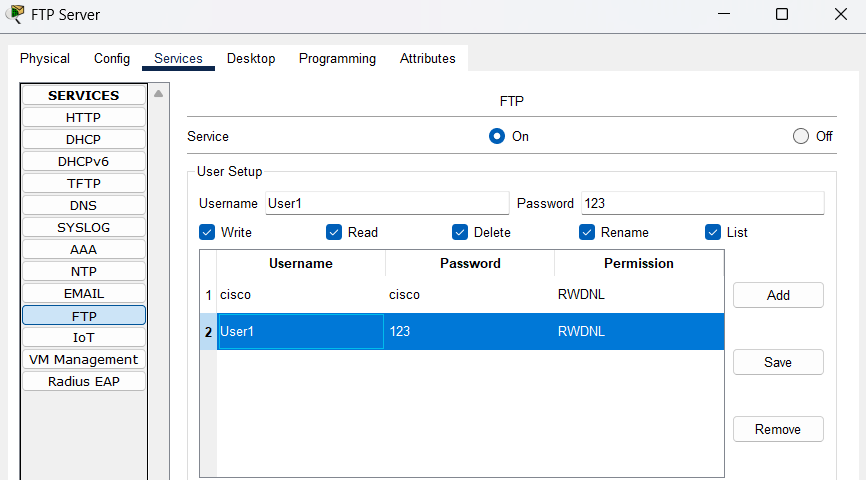 FTP Server
Physical Config Services Desktop Programming Attributes
SERVICES
HTTP
DHCP
DHCPv6
TFTP
DNS
SYSLOG
AAA
NTP
EMAIL
FTP
IoT
VM Management
Radius EAP
FTP
Service On Off
User Setup
Username User1 Password 123
Write Read Delete Rename List
Username Password Permission
1 cisco cisco RWDNL
2 User1 123 RWDNL
Add
Save
Remove